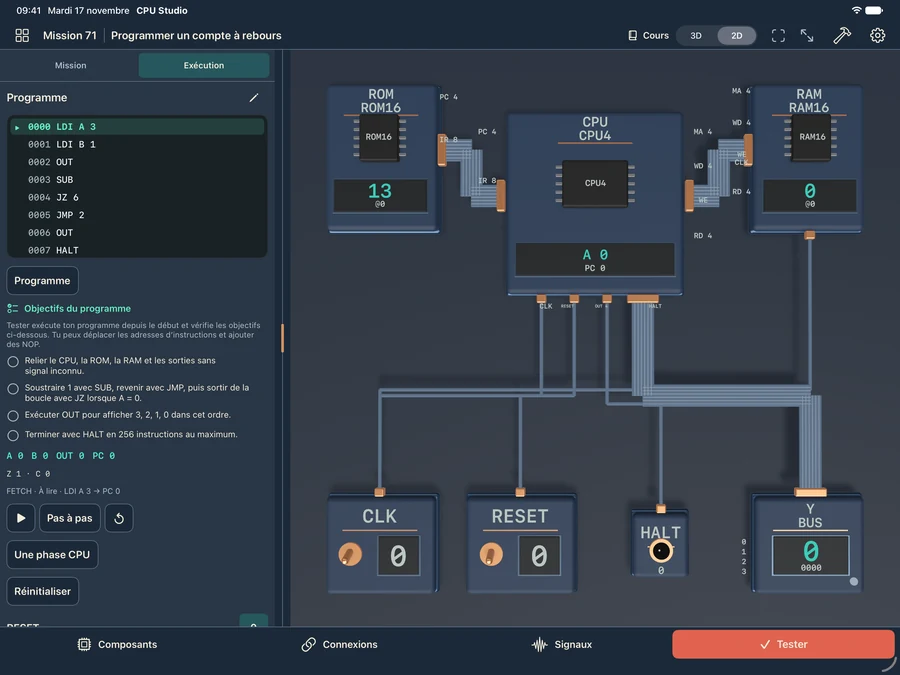 09:41 Mardi 17 novembre CPU Studio
Mission 71 Programmer un compte à rebours
Cours 3D 2D
Mission Exécution
Programme
0000 LDI A 3
0001 LDI B 1
0002 OUT
0003 SUB
0004 JZ 6
0005 JMP 2
0006 OUT
0007 HALT
Programme
Objectifs du programme
Tester exécute ton programme depuis le début et vérifie les objectifs
ci-dessous. Tu peux déplacer les adresses d'instructions et ajouter
des NOP.
Relier le CPU, la ROM, la RAM et les sorties sans
signal inconnu.
Soustraire 1 avec SUB, revenir avec JMP, puis sortir de la
boucle avec JZ lorsque A = 0.
Exécuter OUT pour afficher 3, 2, 1, 0 dans cet ordre.
Terminer avec HALT en 256 instructions au maximum.
A 0 B 0 OUT 0 PC 0
Z 1 · C 0
FETCH · À lire · LDI A 3 → PC 0
Pas à pas
Une phase CPU
Réinitialiser
RESET 0
ROM
ROM16
ROM16
13
@0
PC 4
IR 8
PC 4
IR 8
CPU
CPU4
CPU4
A 0
PC 0
CLK
RESET
HALT
MA 4
WD 4
WE
RD 4
MA 4
WD 4
WE
CLK
RD 4
RAM
RAM16
RAM16
0
@0
CLK
0
RESET
0
HALT
0
Y
BUS
0
0000
0
1
2
3
Composants Connexions Signaux Tester